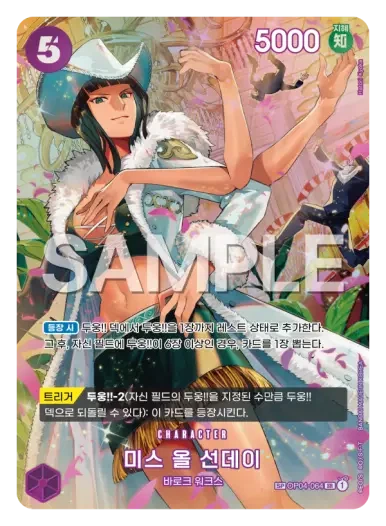 5
5000
지혜
知
SAMPLE
등장 시 두웅!! 덱에서 두웅!!을 1장까지 레스트 상태로 추가한다.
그 후, 자신 필드에 두웅!!이 6장 이상인 경우, 카드를 1장 뽑는다.
트리거 두웅!!-2(자신 필드의 두웅!!을 지정된 수만큼 두웅!!
덱으로 되돌릴 수 있다): 이 카드를 등장시킨다.
CHARACTER
미스 올 선데이
바로크 워크스
SP OP04-064 SR 1